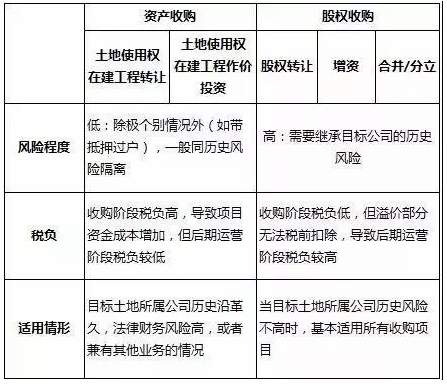 资产收购
股权收购
土地使用权
在建工程转让
土地使用权
在建工程作价
投资
股权转让
增资
合并/分立
风险程度
低：除极个别情况外（如带
抵押过户），一般同历史风
险隔离
高：需要继承目标公司的历史
风险
税负
收购阶段税负高，导致项目
资金成本增加，但后期运营
阶段税负较低
收购阶段税负低，但溢价部分
无法税前扣除，导致后期运营
阶段税负较高
适用情形
目标土地所属公司历史沿革
久，法律财务风险高，或者
兼有其他业务的情况
当目标土地所属公司历史风险
不高时，基本适用所有收购项
目